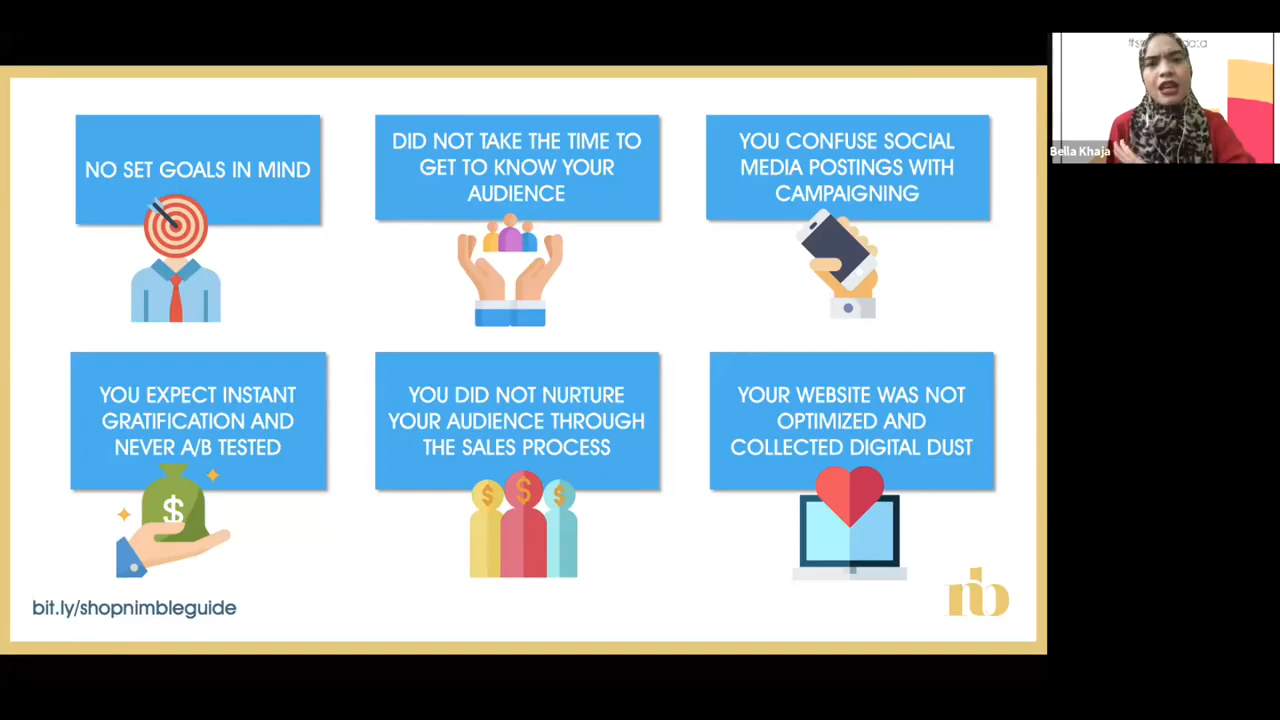 NO SET GOALS IN MIND
DID NOT TAKE THE TIME TO
GET TO KNOW YOUR
AUDIENCE
YOU CONFUSE SOCIAL
MEDIA POSTINGS WITH
CAMPAIGNING
Bella Khaja
YOU EXPECT INSTANT
GRATIFICATION AND
NEVER A/B TESTED
YOU DID NOT NURTURE
YOUR AUDIENCE THROUGH
THE SALES PROCESS
YOUR WEBSITE WAS NOT
OPTIMIZED AND
COLLECTED DIGITAL DUST
$
$ $ $
bit.ly/shopnimbleguide
nb